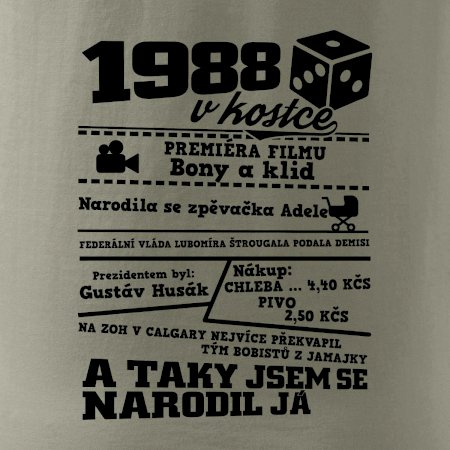 1988
v kostce
PREMIÉRA FILMU
Bony a klid
Narodila se zpěvačka Adele
FEDERÁLNÍ VLÁDA LUBOMÍRA ŠTROUGALA PODALA DEMISI
Prezidentem byl:
Gustáv Husák
Nákup:
CHLEBA ... 4,40 KČS
PIVO
2,50 KČS
NA ZOH V CALGARY NEJVÍCE PŘEKVAPIL
TÝM BOBISTŮ Z JAMAJKY
A TAKY JSEM SE
NARODIL JÁ